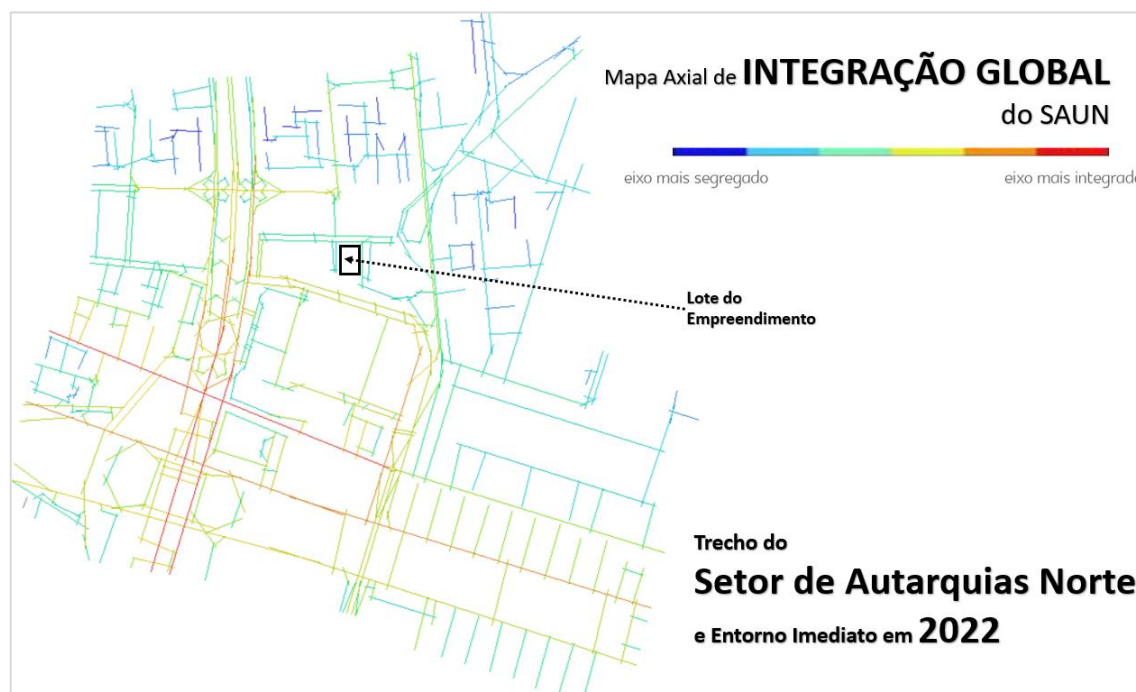 Mapa Axial de INTEGRAÇÃO GLOBAL
do SAUN
eixo mais segregado
eixo mais integrad
Lote do
Empreendimento
Trecho do
Setor de Autarquias Norte
e Entorno Imediato em 2022